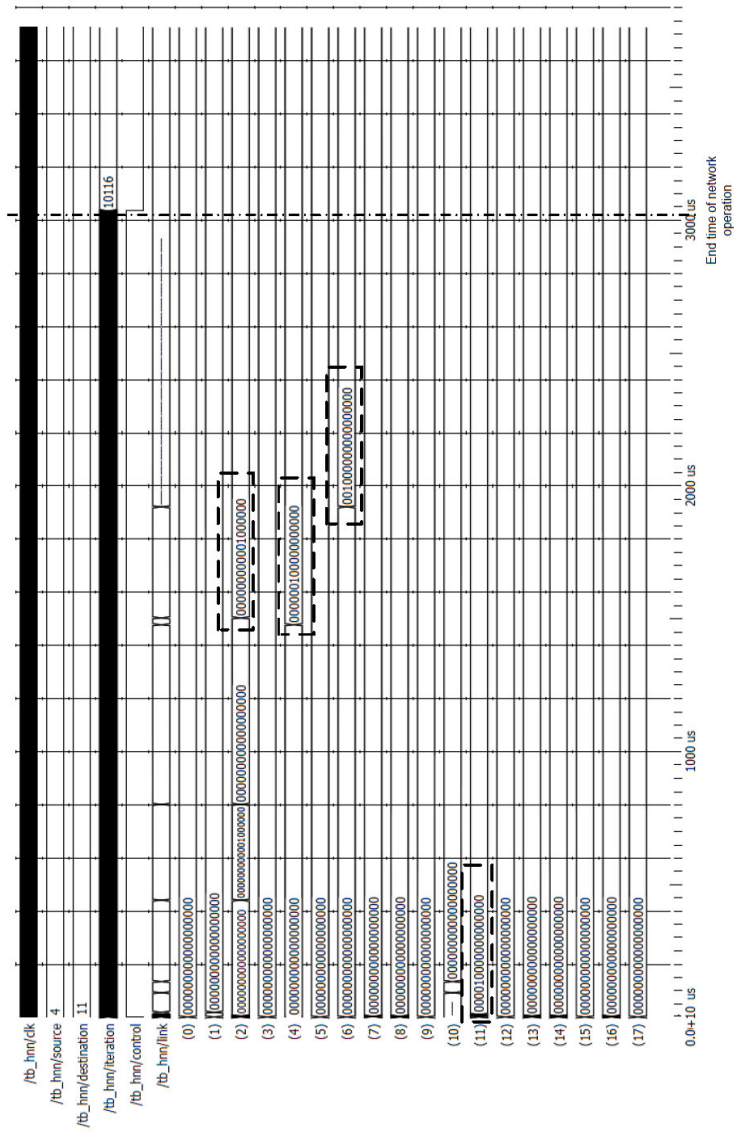 /tb_hnn/clk
/tb_hnn/source 4
/tb_hnn/destination 11
/tb_hnn/iteration 10116
/tb_hnn/control
/tb_hnn/link
(0) 000000000000000000
(1) 000000000000000000
(2) 000000000000000000 000000000001000000 000000000000000000 000000000001000000
(3) 000000000000000000
(4) 000000000000000000 000000100000000000
(5) 000000000000000000
(6) 000000000000000000 001000000000000000
(7) 000000000000000000
(8) 000000000000000000
(9) 000000000000000000
(10) 000000000000000000
(11) 000010000000000000
(12) 000000000000000000
(13) 000000000000000000
(14) 000000000000000000
(15) 000000000000000000
(16) 000000000000000000
(17) 000000000000000000
0.0+10 us 1000 us 2000 us 3000 us
End time of network
operation